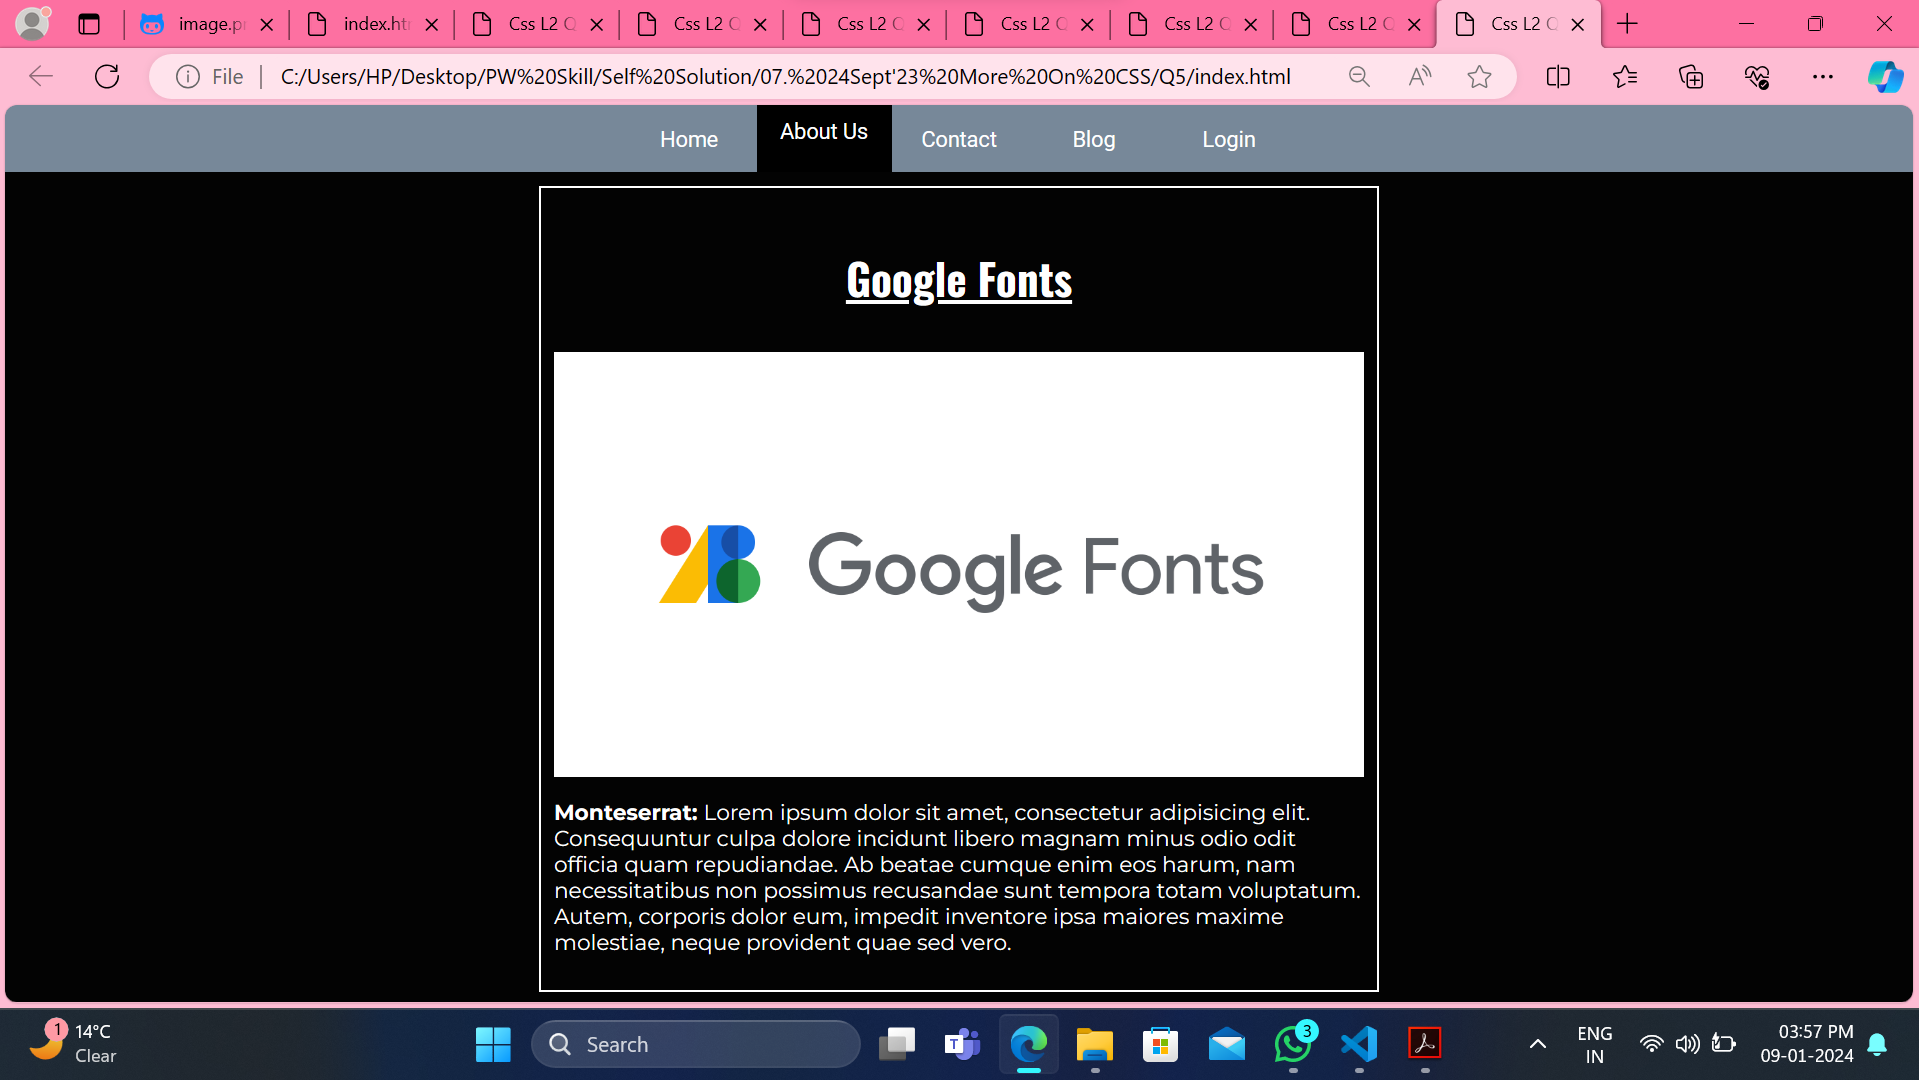 image.pr
index.htm
Css L2 Q
Css L2 Q
Css L2 Q
Css L2 Q
Css L2 Q
Css L2 Q
Css L2 Q
File
C:/Users/HP/Desktop/PW%20Skill/Self%20Solution/07.%2024Sept'23%20More%20On%20CSS/Q5/index.html
Home
About Us
Contact
Blog
Login
Google Fonts
Google Fonts
Monteserrat: Lorem ipsum dolor sit amet, consectetur adipisicing elit.
Consequuntur culpa dolore incidunt libero magnam minus odio odit
officia quam repudiandae. Ab beatae cumque enim eos harum, nam
necessitatibus non possimus recusandae sunt tempora totam voluptatum.
Autem, corporis dolor eum, impedit inventore ipsa maiores maxime
molestiae, neque provident quae sed vero.
1
14°C
Clear
Search
T
3
ENG
IN
03:57 PM
09-01-2024